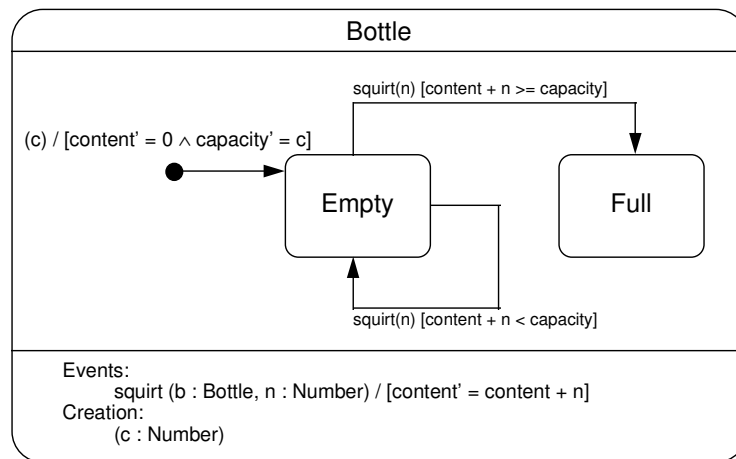 Bottle
squirt(n) [content + n >= capacity]
(c) / [content' = 0 ∧ capacity' = c]
Empty
Full
squirt(n) [content + n < capacity]
Events:
squirt (b : Bottle, n : Number) / [content' = content + n]
Creation:
(c : Number)